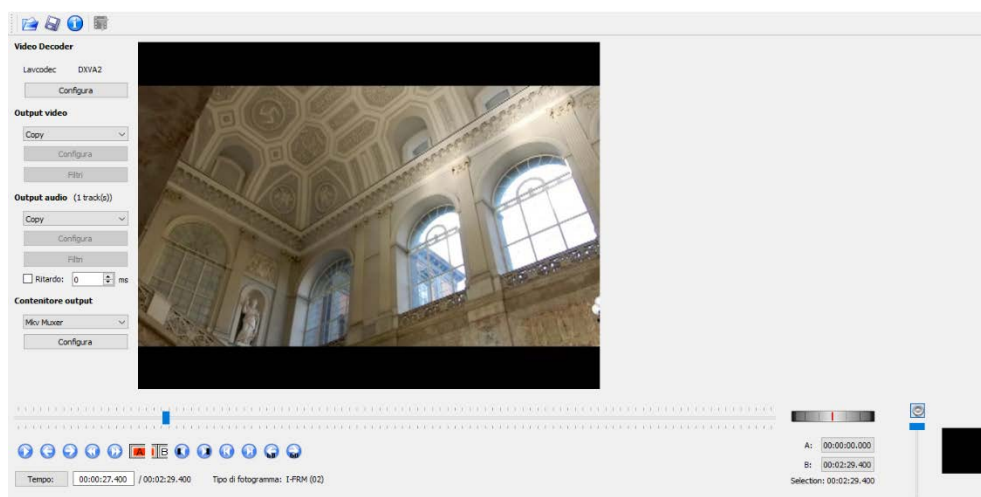 Video Decoder
Lavcodec DXVA2
Configura
Output video
Copy
Configura
Filtri
Output audio (1 track(s))
Copy
Configura
Filtri
Ritardo: 0 ms
Contenitore output
Mkv Muxer
Configura
A B
A: 00:00:00.000
B: 00:02:29.400
Selection: 00:02:29.400
Tempo: 00:00:27.400 / 00:02:29.400 Tipo di fotogramma: I-FRM (02)